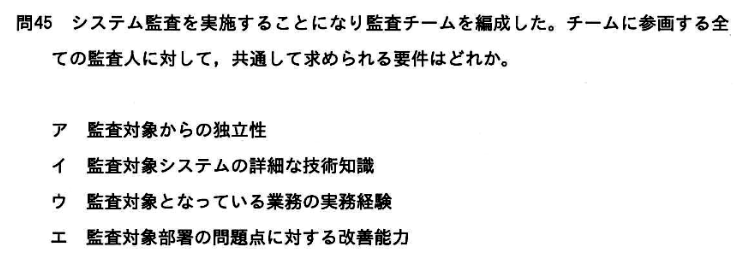 問45 システム監査を実施することになり監査チームを編成した。チームに参画する全
ての監査人に対して，共通して求められる要件はどれか。
ア 監査対象からの独立性
イ 監査対象システムの詳細な技術知識
ウ 監査対象となっている業務の実務経験
エ 監査対象部署の問題点に対する改善能力